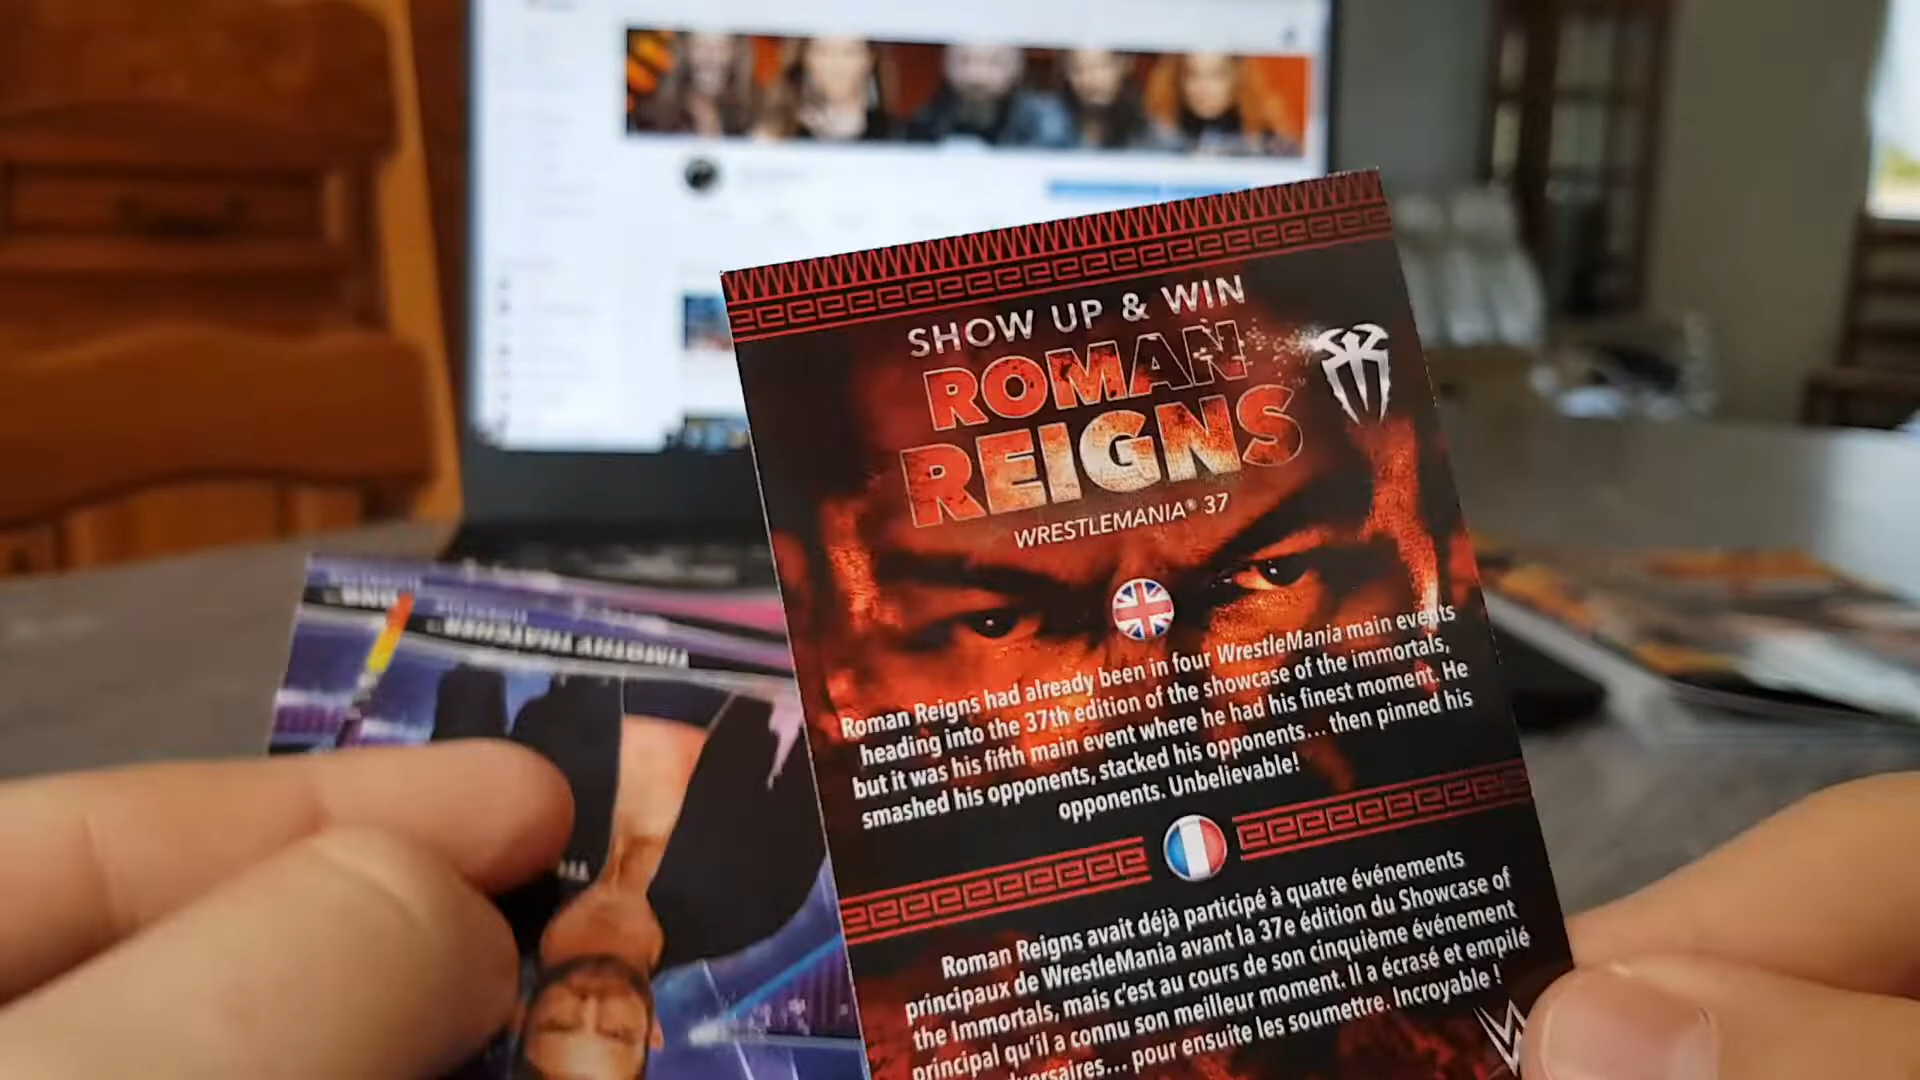 SHOW UP & WIN
ROMAN
REIGNS
WRESTLEMANIA® 37
Roman Reigns had already been in four WrestleMania main events
heading into the 37th edition of the showcase of the immortals,
but it was his fifth main event where he had his finest moment. He
smashed his opponents, stacked his opponents... then pinned his
opponents. Unbelievable!
Roman Reigns avait déjà participé à quatre événements
principaux de WrestleMania avant la 37e édition du Showcase of
the Immortals, mais c'est au cours de son cinquième événement
principal qu'il a connu son meilleur moment. Il a écrasé et empilé
pour ensuite les soumettre. Incroyable !
TIMOTHY THATCHER